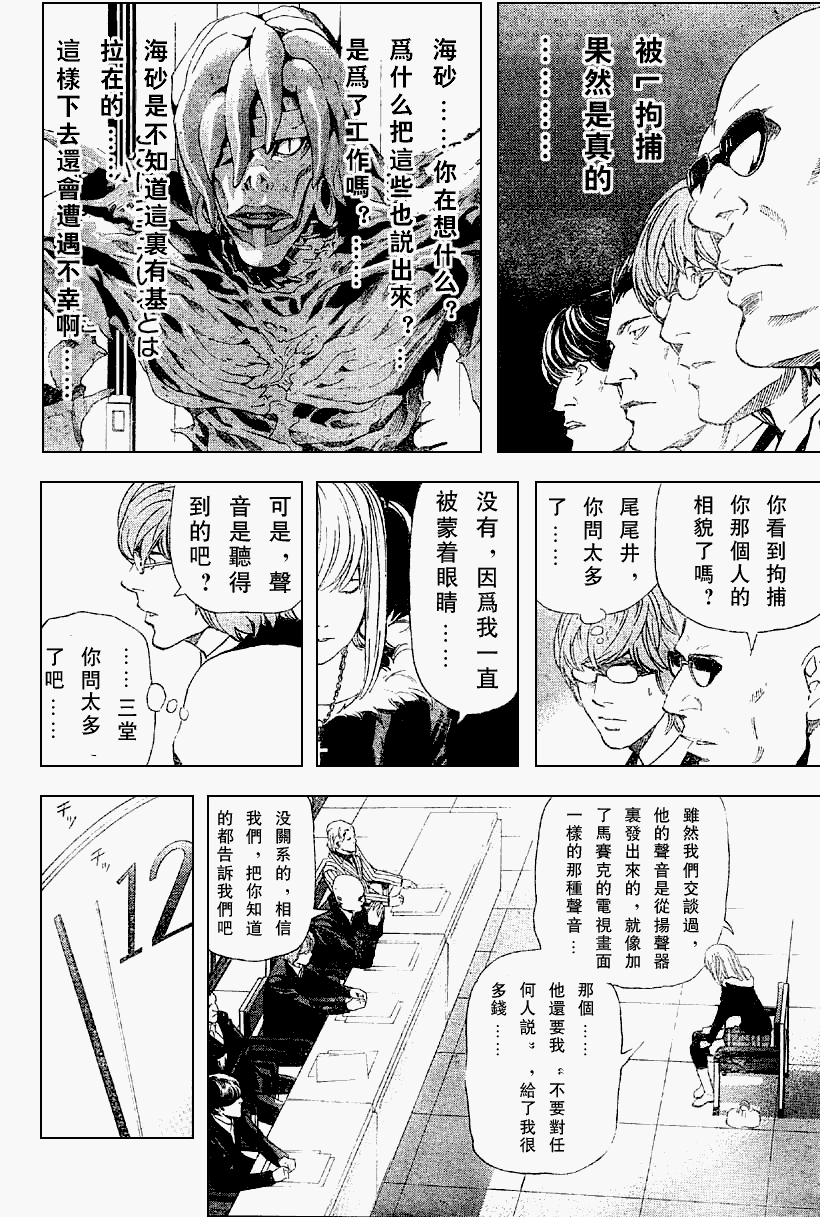 被「拘捕
果然是真的
…………
海砂……你在想什么？
爲什么把這些也説出來？…
是爲了工作嗎？……
海砂是不知道這裏有基とは
拉在的……
這樣下去還會遭遇不幸啊……
你看到拘捕
你那個人的
相貌了嗎？
尾尾井，
你問太多
了……
没有，因爲我一直
被蒙着眼睛……
可是，聲
音是聽得
到的吧？
……三堂
你問太多
了吧……
雖然我們交談過，
他的聲音是從揚聲器
裏發出來的，就像加
了馬賽克的電視畫面
一樣的那種聲音…
那個……
他還要我〝不要對任
何人説〞，給了我很
多錢……
没關系的，相信
我們，把你知道
的都告訴我們吧
チッ
チッ
12